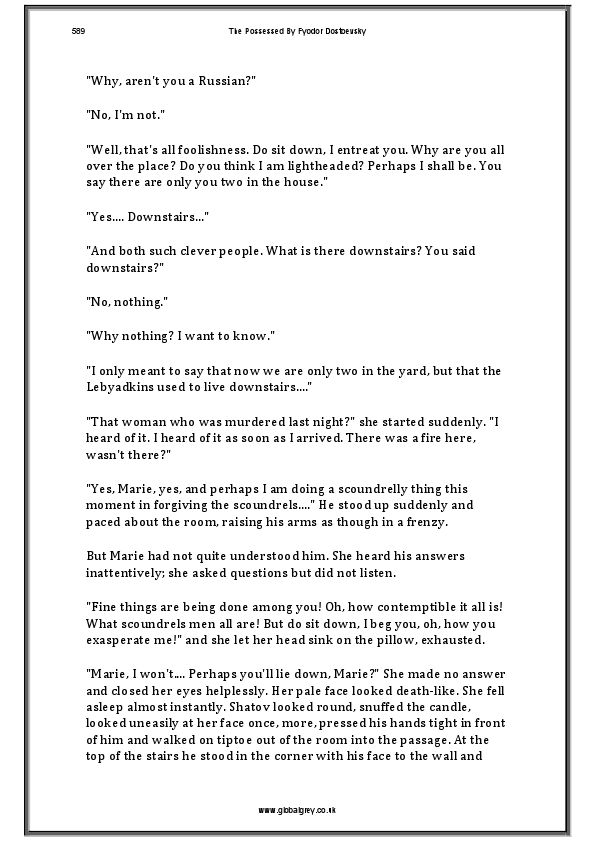 589
The Possessed By Fyodor Dostoevsky
"Why, aren't you a Russian?"
"No, I'm not."
"Well, that's all foolishness. Do sit down, I entreat you. Why are you all
over the place? Do you think I am lightheaded? Perhaps I shall be. You
say there are only you two in the house."
"Yes.... Downstairs..."
"And both such clever people. What is there downstairs? You said
downstairs?"
"No, nothing."
"Why nothing? I want to know."
"I only meant to say that now we are only two in the yard, but that the
Lebyadkins used to live downstairs...."
"That woman who was murdered last night?" she started suddenly. "I
heard of it. I heard of it as soon as I arrived. There was a fire here,
wasn't there?"
"Yes, Marie, yes, and perhaps I am doing a scoundrelly thing this
moment in forgiving the scoundrels...." He stood up suddenly and
paced about the room, raising his arms as though in a frenzy.
But Marie had not quite understood him. She heard his answers
inattentively; she asked questions but did not listen.
"Fine things are being done among you! Oh, how contemptible it all is!
What scoundrels men all are! But do sit down, I beg you, oh, how you
exasperate me!" and she let her head sink on the pillow, exhausted.
"Marie, I won't.... Perhaps you'll lie down, Marie?" She made no answer
and closed her eyes helplessly. Her pale face looked death-like. She fell
asleep almost instantly. Shatov looked round, snuffed the candle,
looked uneasily at her face once, more, pressed his hands tight in front
of him and walked on tiptoe out of the room into the passage. At the
top of the stairs he stood in the corner with his face to the wall and
www.globalgrey.co.uk